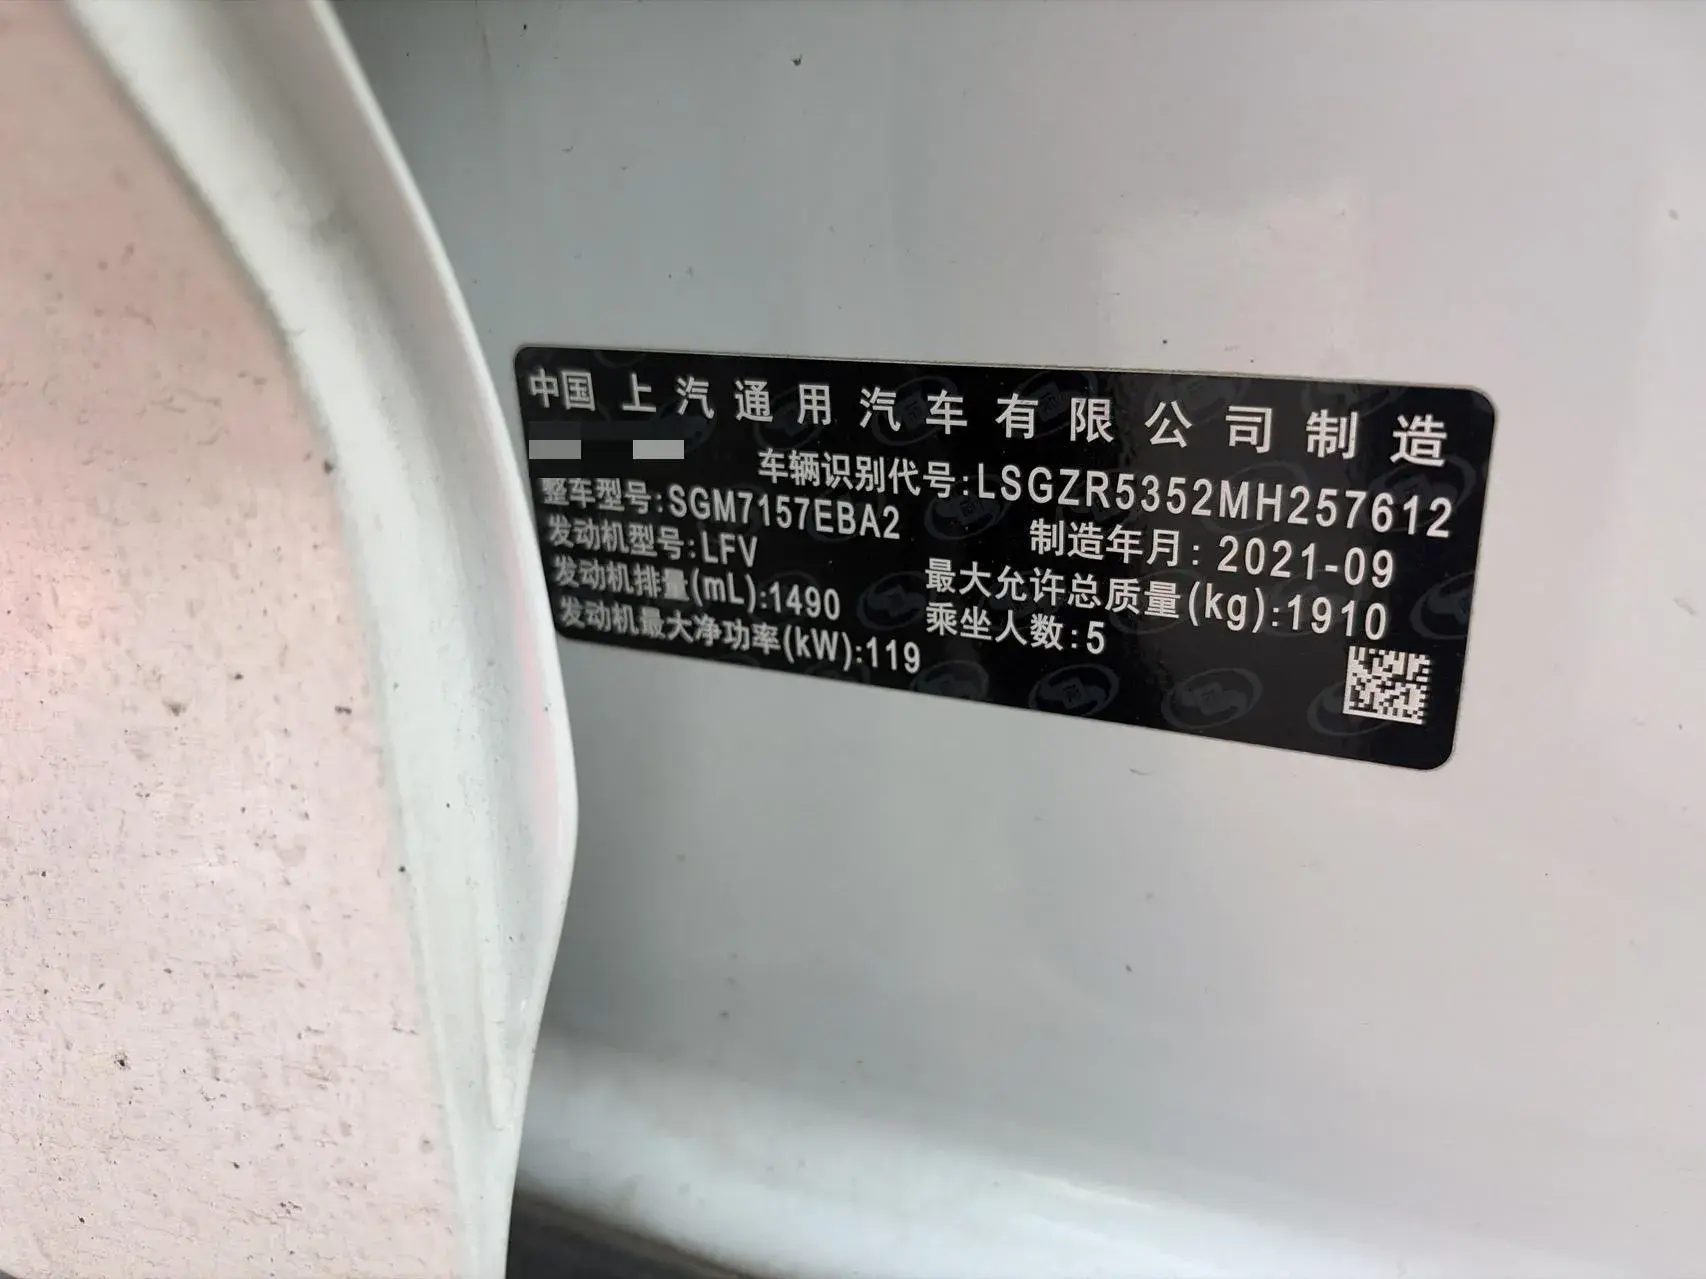 中国 上汽通用汽车有限公司制造
车辆识别代号:LSGZR5352MH257612
整车型号:SGM7157EBA2
制造年月: 2021-09
发动机型号:LFV
最大允许总质量(kg):1910
发动机排量(mL):1490
乘坐人数:5
发动机最大净功率(kW):119